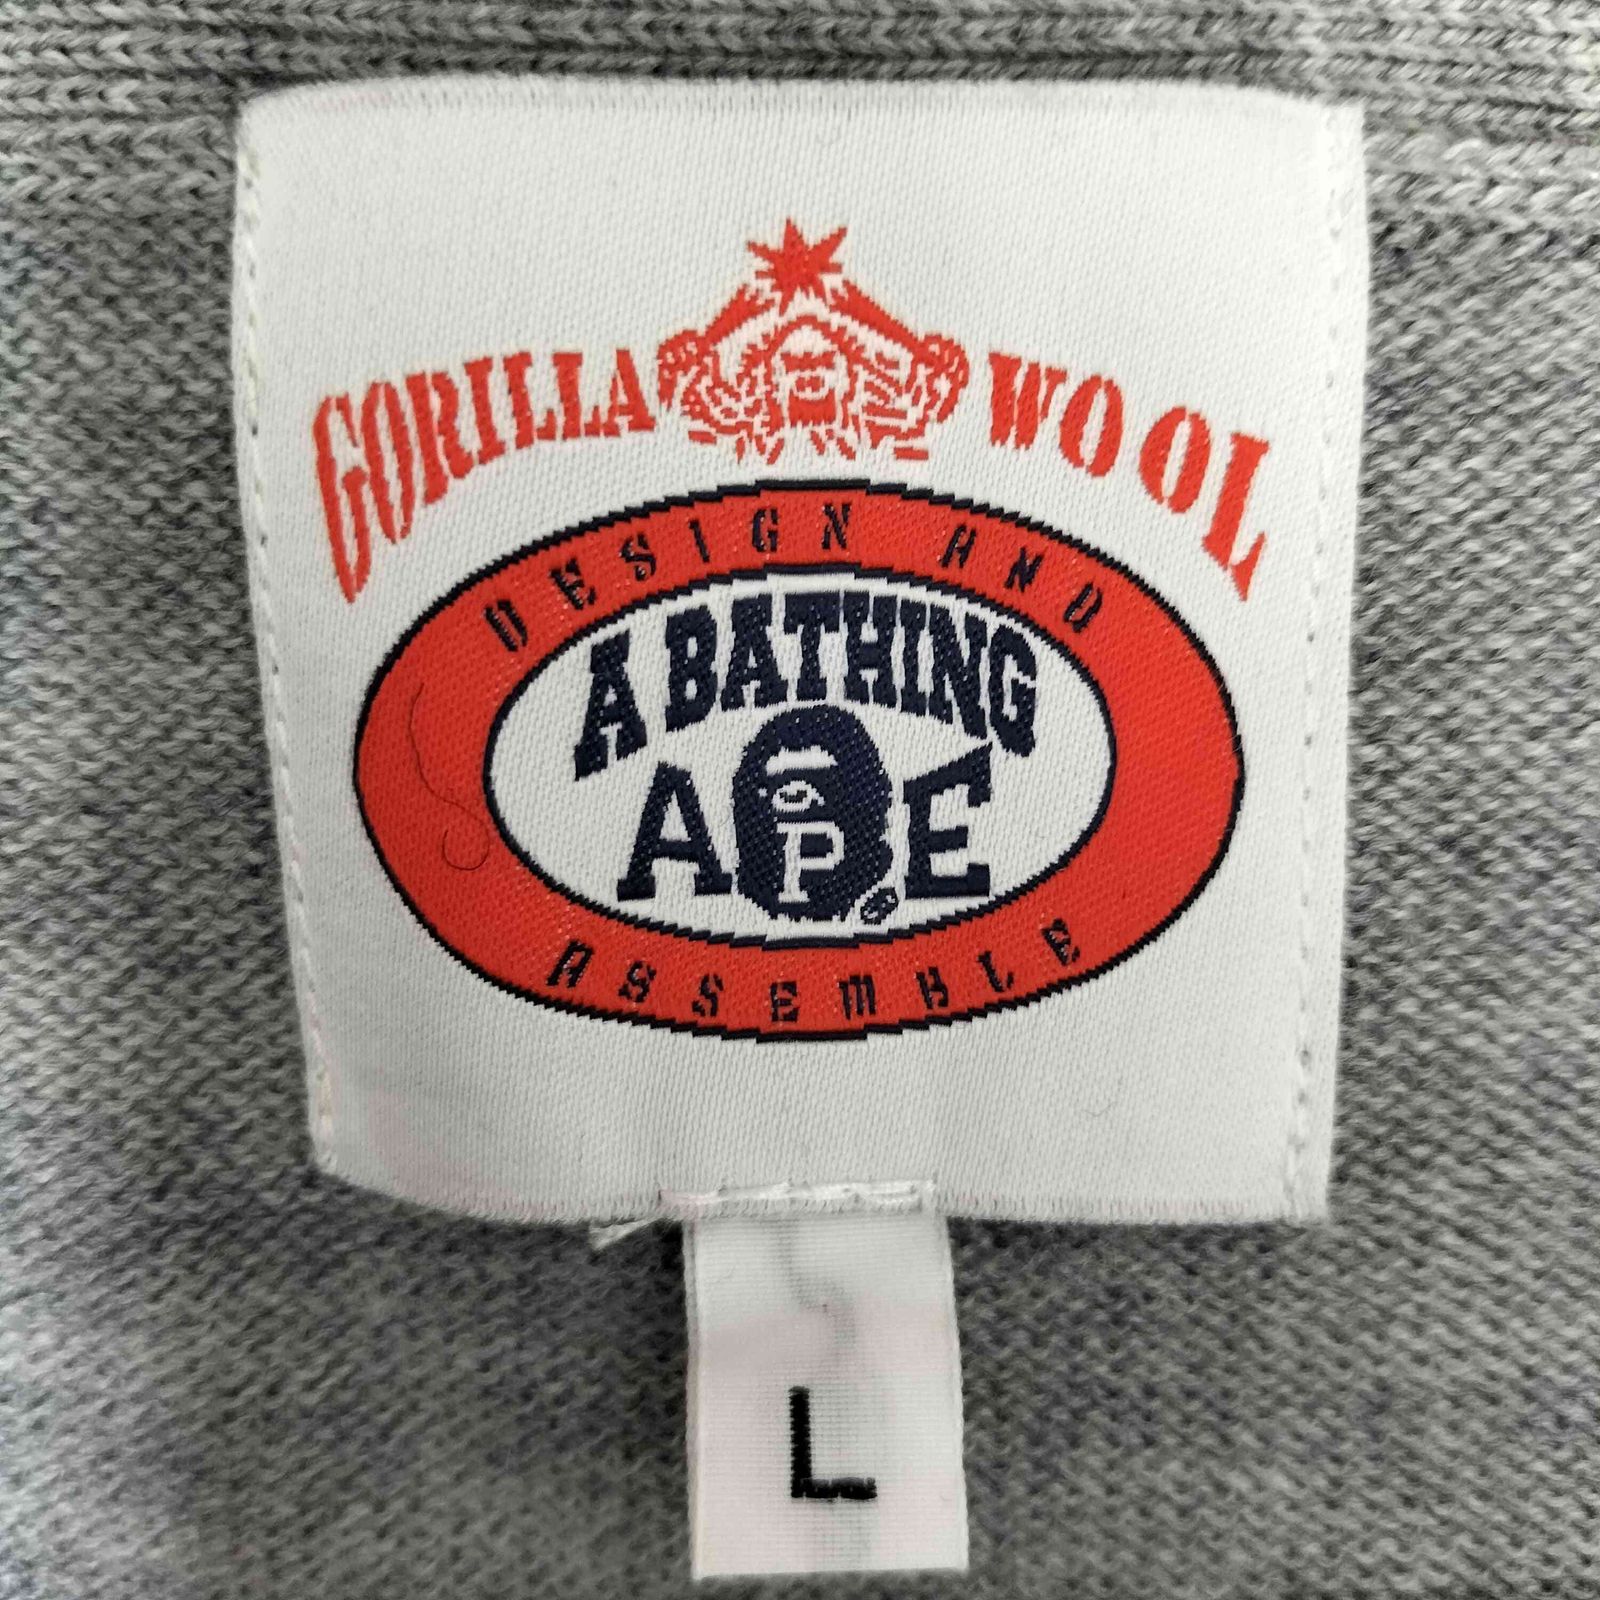 GORILLA WOOL
DESIGN AND
A BATHING
APE
ASSEMBLE
L